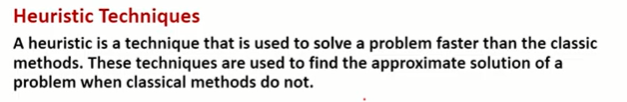 Heuristic Techniques
A heuristic is a technique that is used to solve a problem faster than the classic
methods. These techniques are used to find the approximate solution of a
problem when classical methods do not.